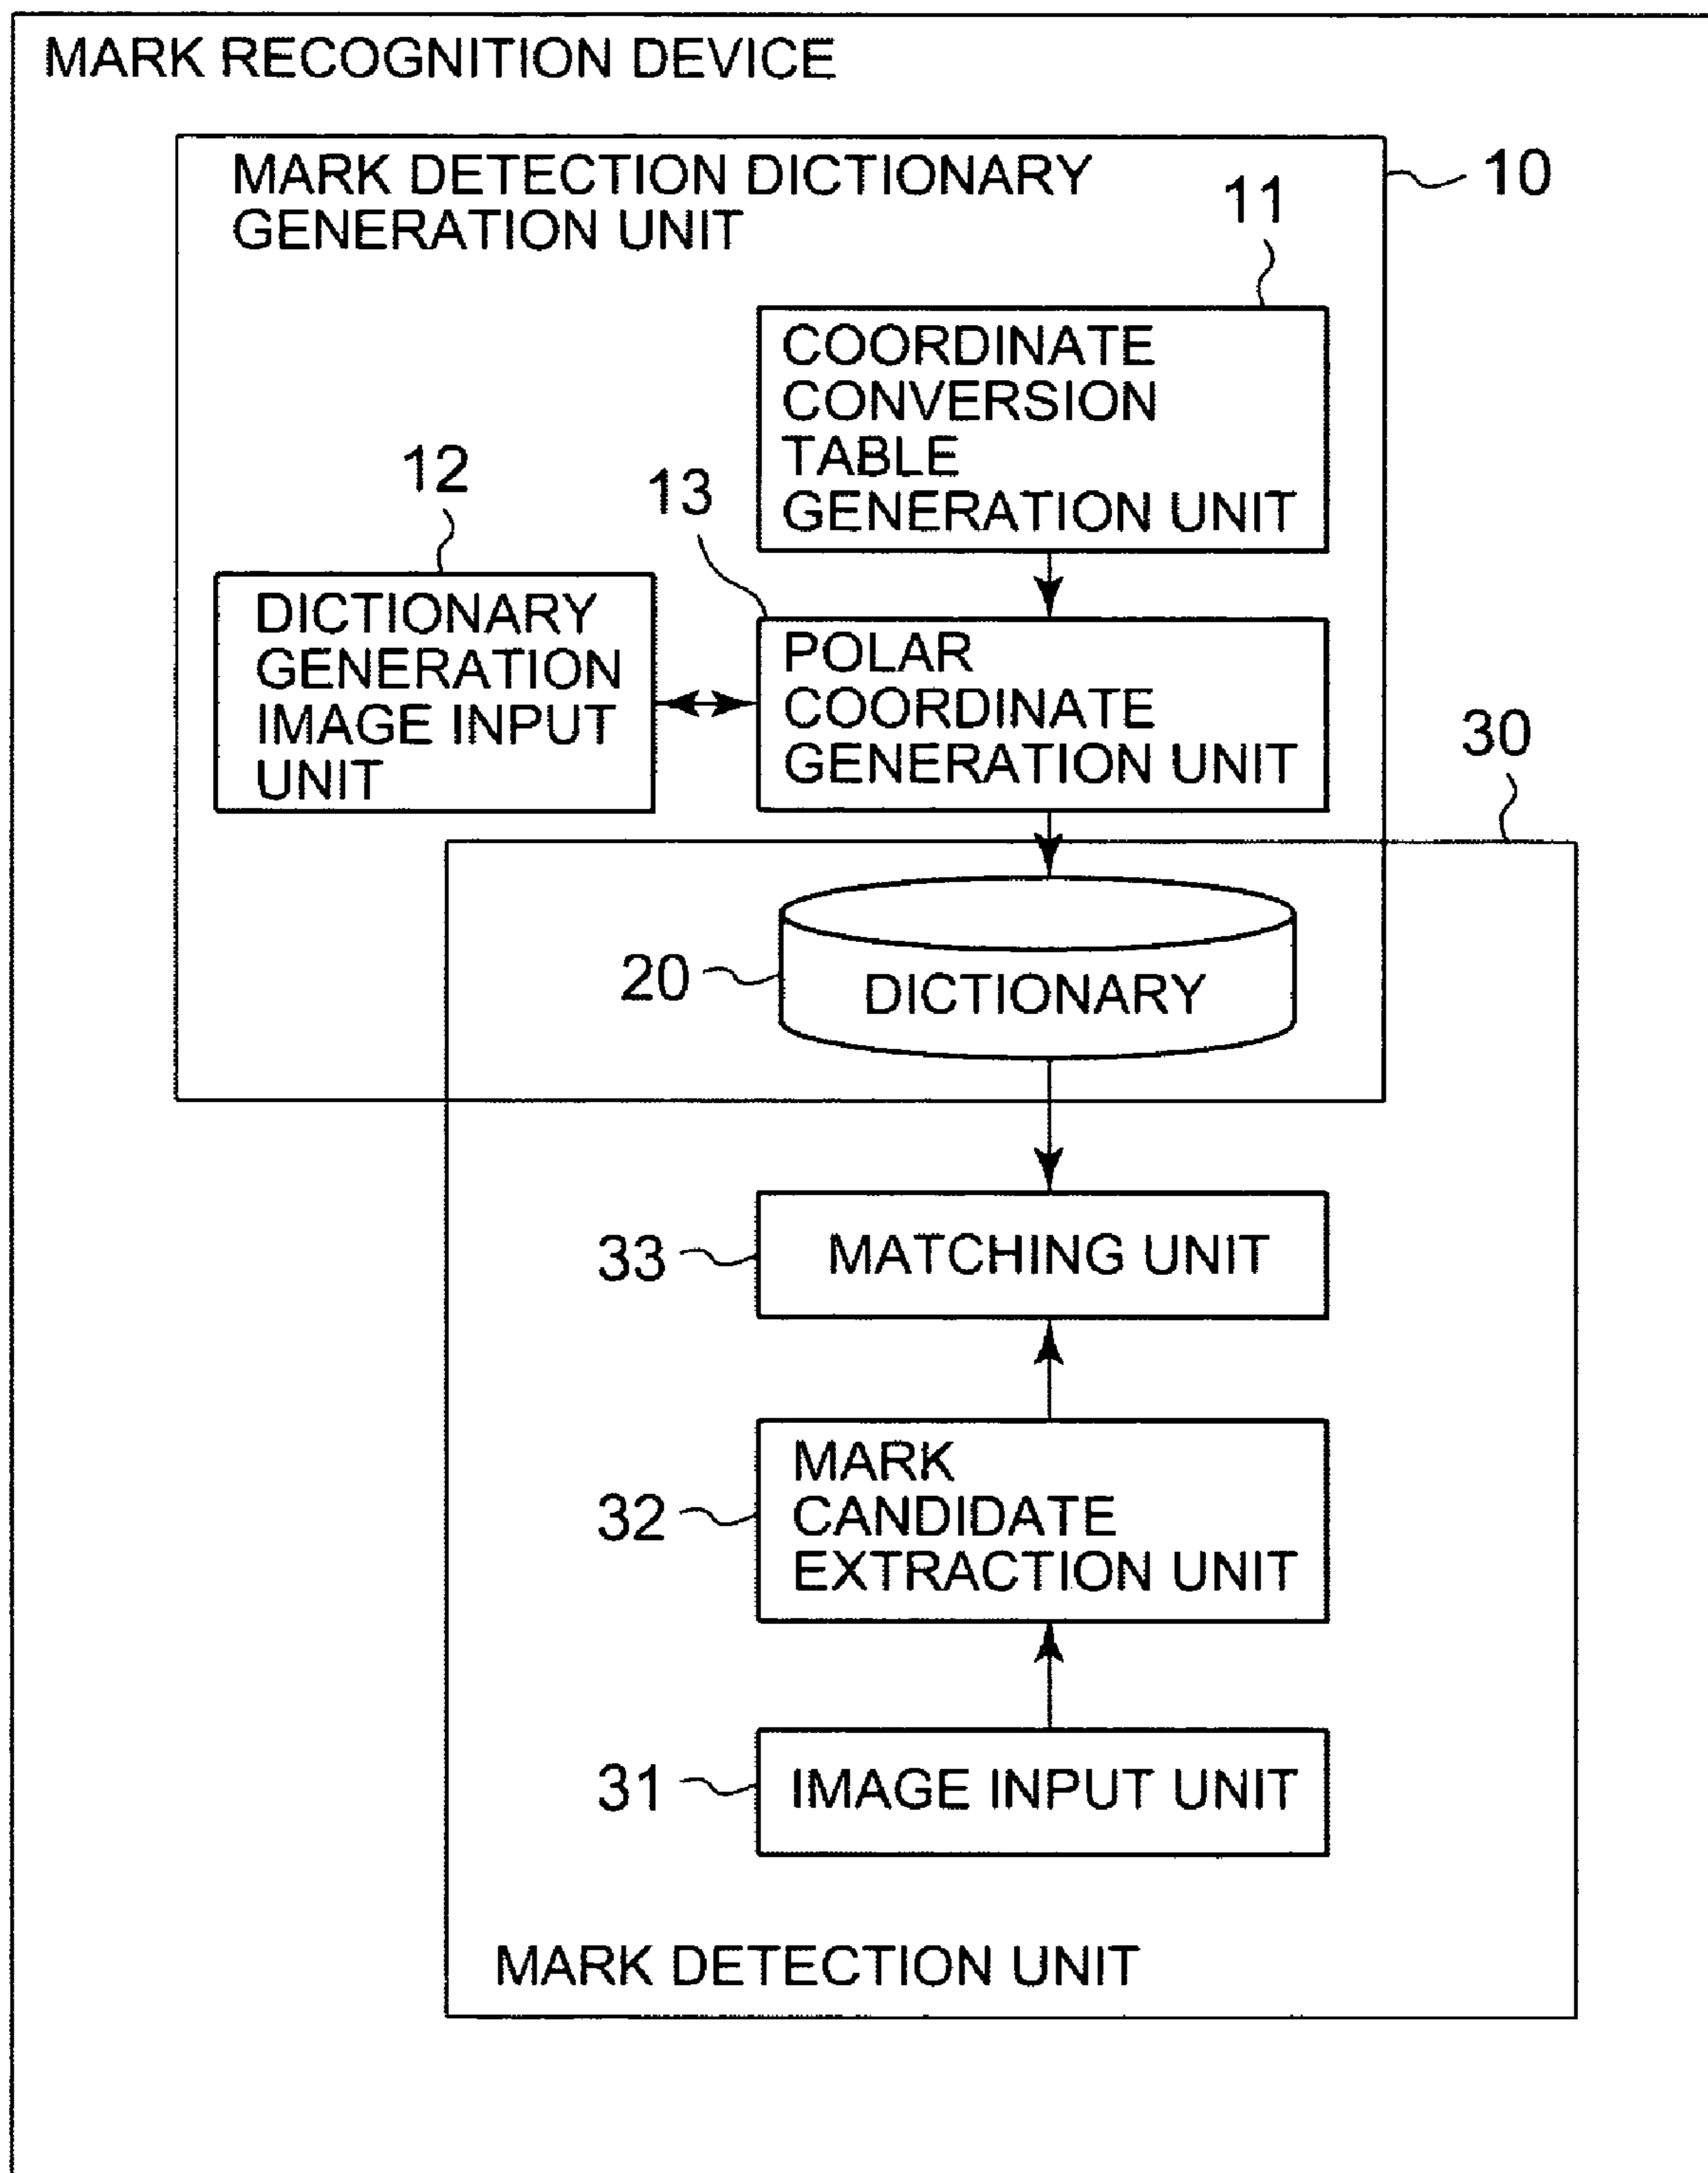 MARK RECOGNITION DEVICE
MARK DETECTION DICTIONARY
GENERATION UNIT
10
11
COORDINATE
CONVERSION
TABLE
GENERATION UNIT
12
13
DICTIONARY
GENERATION
IMAGE INPUT
UNIT
POLAR
COORDINATE
GENERATION UNIT
30
20
DICTIONARY
33
MATCHING UNIT
32
MARK
CANDIDATE
EXTRACTION UNIT
31
IMAGE INPUT UNIT
MARK DETECTION UNIT